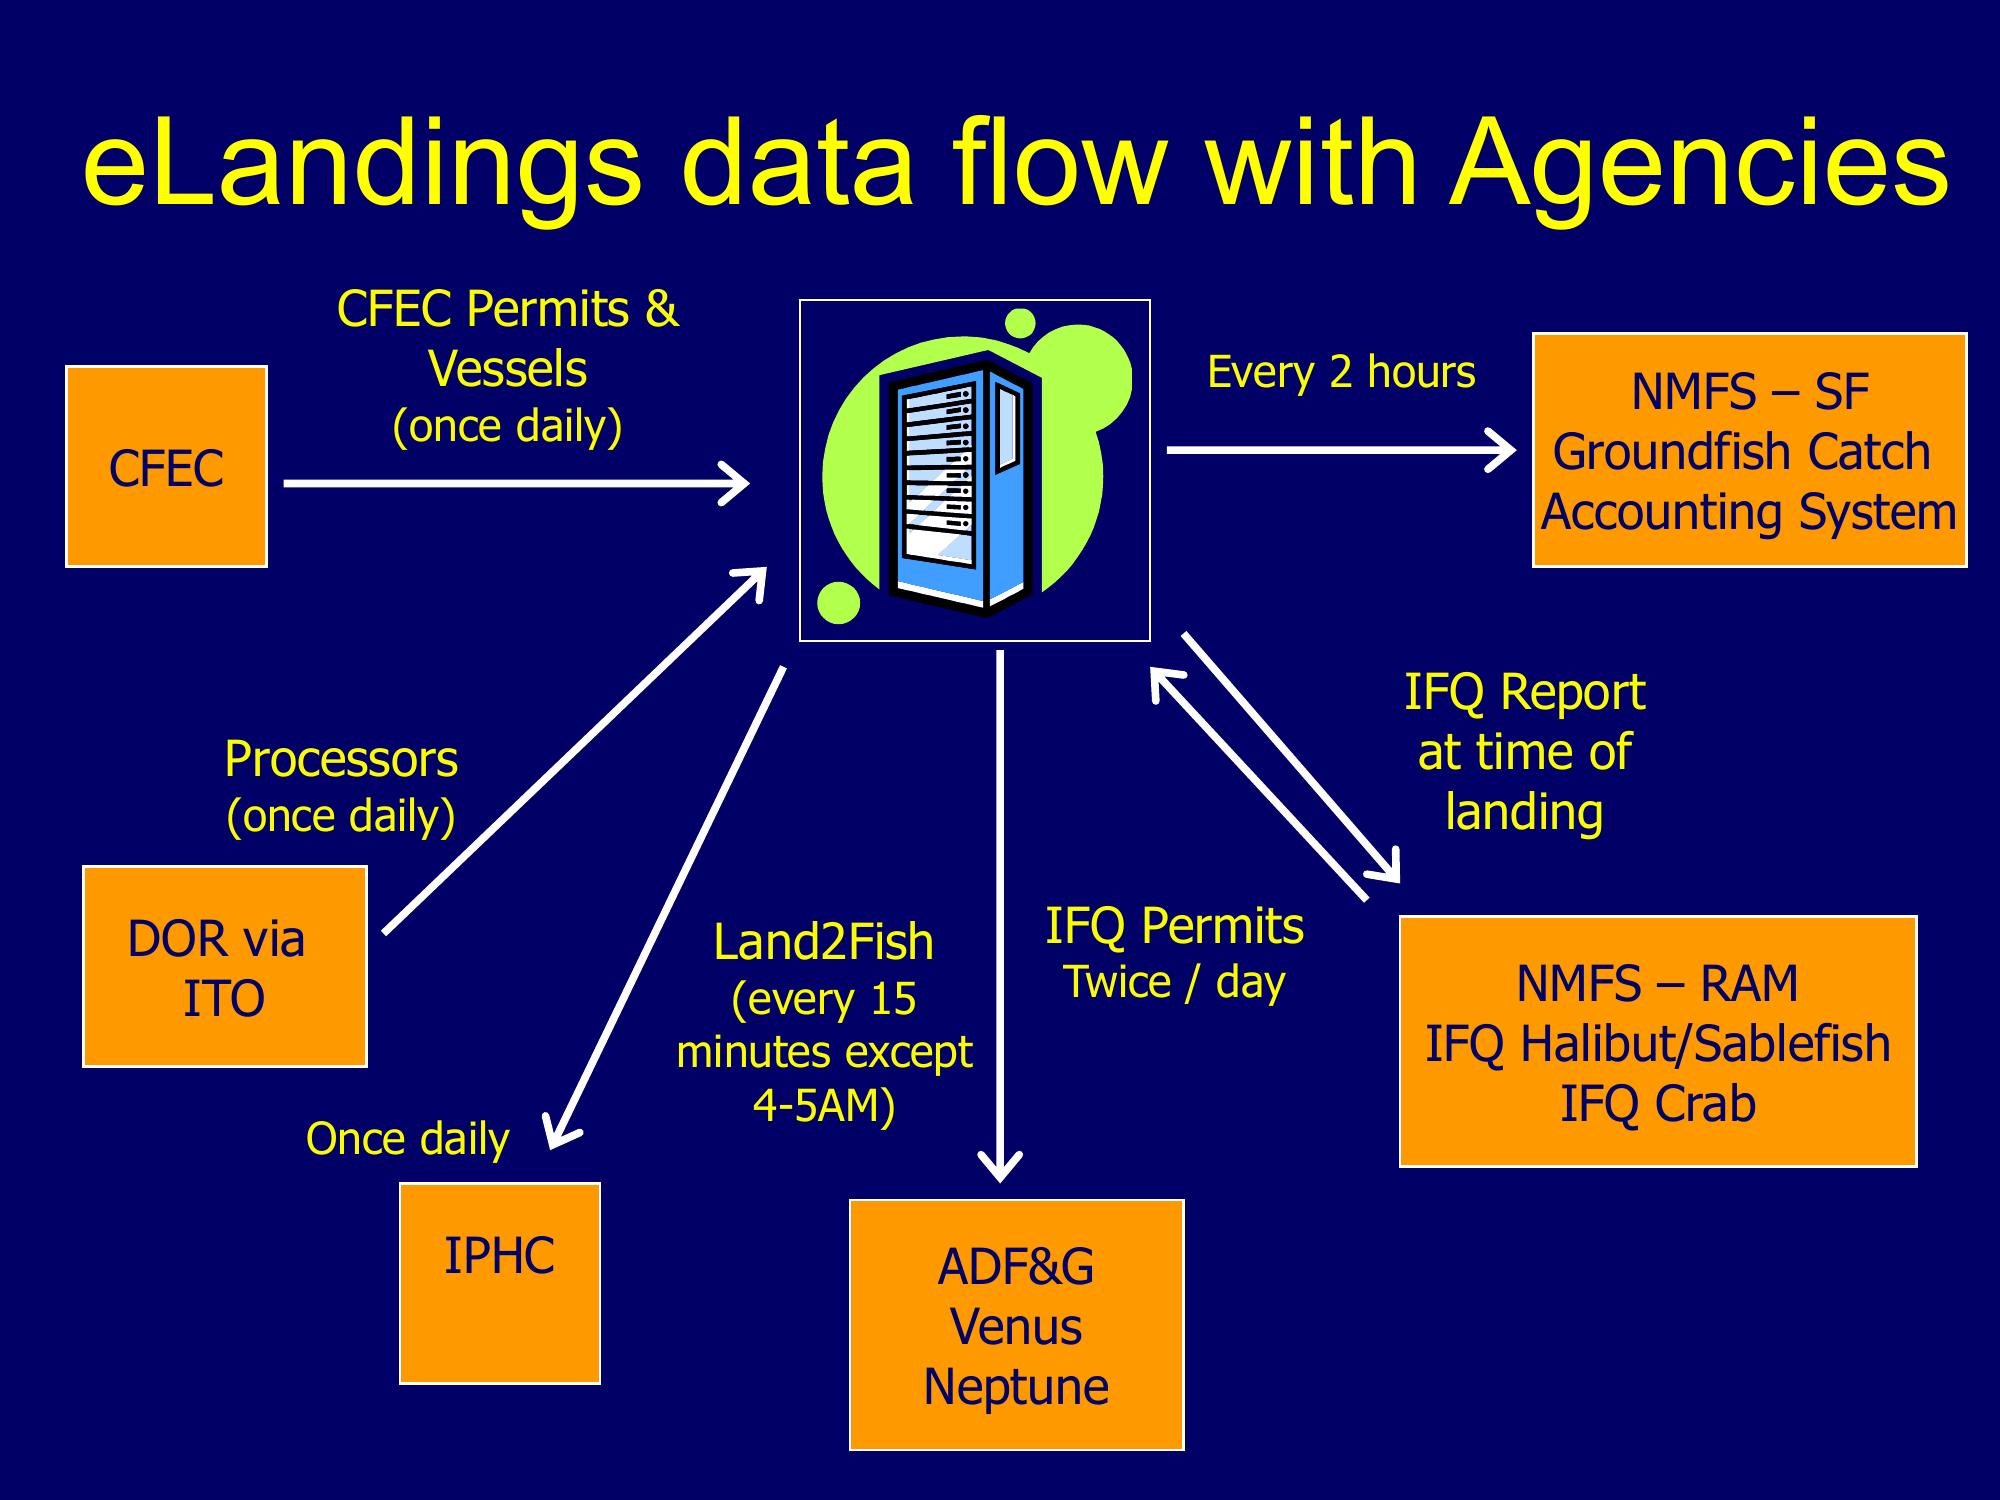 eLandings data flow with Agencies
CFEC Permits &
Vessels
(once daily)
CFEC
Every 2 hours
NMFS – SF
Groundfish Catch
Accounting System
Processors
(once daily)
DOR via
ITO
IFQ Report
at time of
landing
Land2Fish
(every 15
minutes except
4-5AM)
IFQ Permits
Twice / day
NMFS – RAM
IFQ Halibut/Sablefish
IFQ Crab
Once daily
IPHC
ADF&G
Venus
Neptune